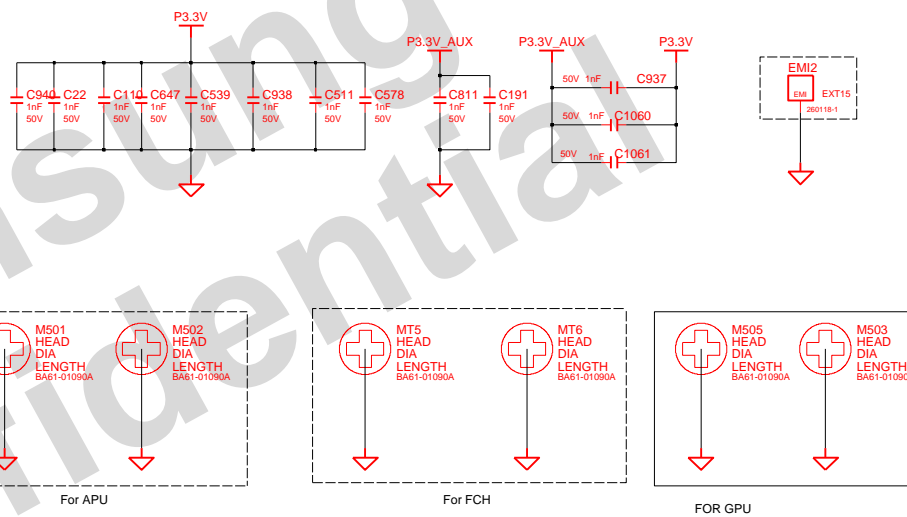 P3.3V
P3.3V_AUX
P3.3V_AUX
P3.3V
C940
1nF
50V
C22
1nF
50V
C110
1nF
50V
C647
1nF
50V
C539
1nF
50V
C938
1nF
50V
C511
1nF
50V
C578
1nF
50V
C811
1nF
50V
C191
1nF
50V
50V 1nF C937
50V 1nF C1060
50V 1nF C1061
EMI2
EMI EXT15
260118-1
sung
fidential
M501
HEAD
DIA
LENGTH
BA61-01090A
M502
HEAD
DIA
LENGTH
BA61-01090A
For APU
MT5
HEAD
DIA
LENGTH
BA61-01090A
MT6
HEAD
DIA
LENGTH
BA61-01090A
For FCH
M505
HEAD
DIA
LENGTH
BA61-01090A
M503
HEAD
DIA
LENGTH
BA61-01090
FOR GPU